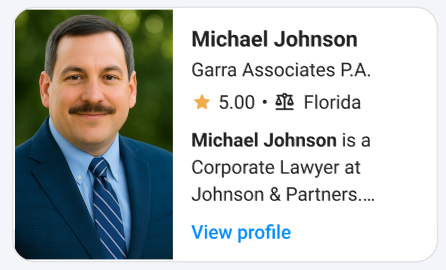 Michael Johnson
Garra Associates P.A.
5.00 • Florida
Michael Johnson is a
Corporate Lawyer at
Johnson & Partners....
View profile